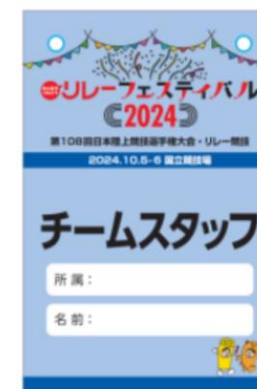 リレーフェスティバル
2024
第108回日本陸上競技選手権大会・リレー競技
2024.10.5-6 国立競技場
チームスタッフ
所属：
名前：